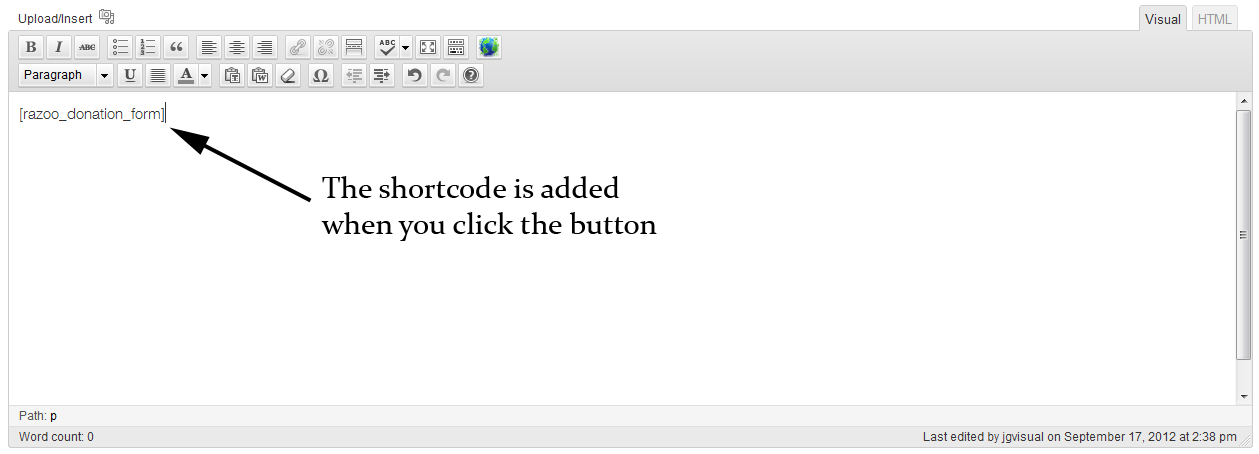 Upload/Insert
Visual HTML
B I ABC ABC
Paragraph U A T W Ω ?
[razoo_donation_form]
The shortcode is added
when you click the button
Path: p
Word count: 0
Last edited by jgvisual on September 17, 2012 at 2:38 pm